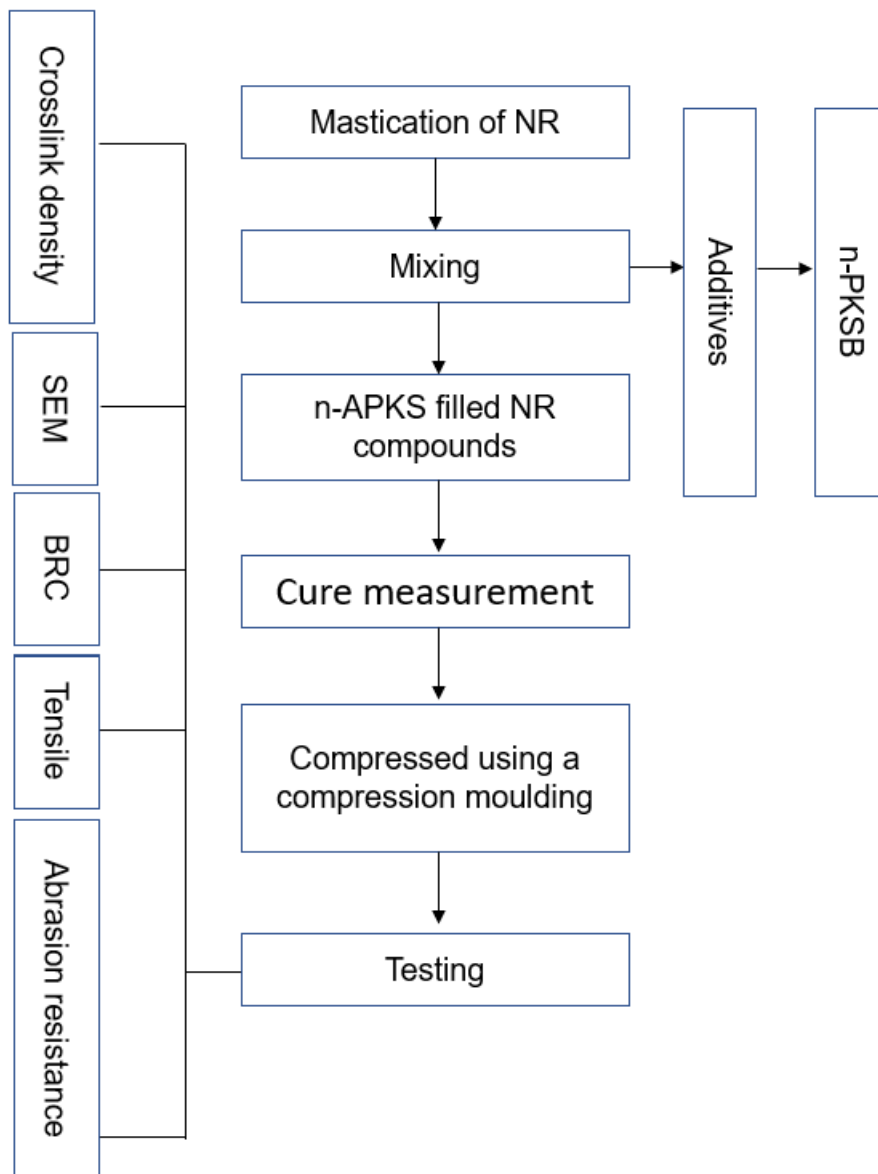 Mastication of NR
Mixing
n-APKS filled NR
compounds
Cure measurement
Compressed using a
compression moulding
Testing
Additives
n-PKSB
Crosslink density
SEM
BRC
Tensile
Abrasion resistance